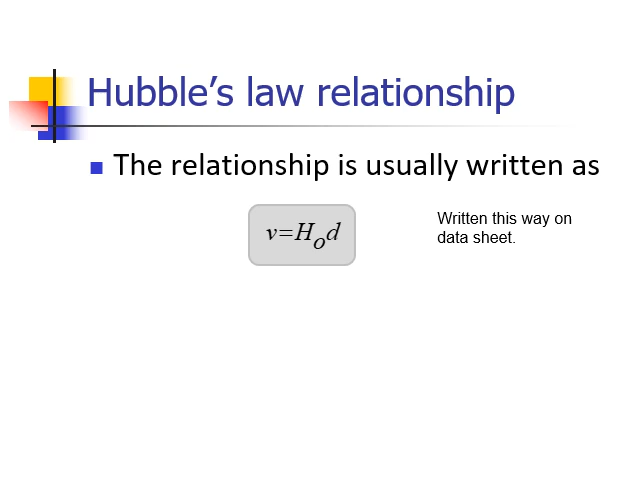 Hubble’s law relationship
The relationship is usually written as
v=Hod
Written this way on
data sheet.